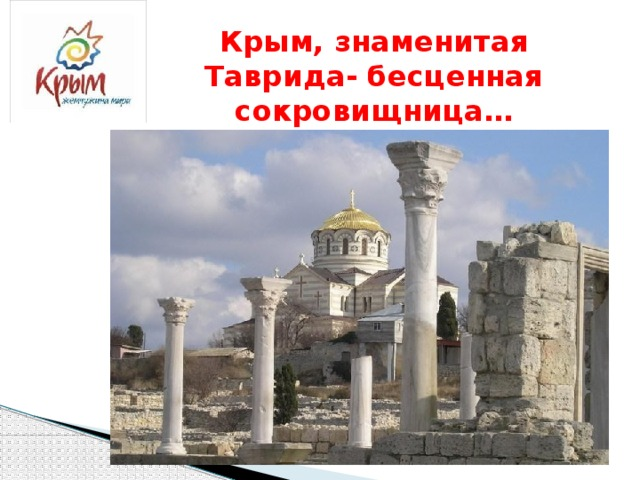 Крым
жемчужина мира
Крым, знаменитая
Таврида- бесценная
сокровищница…